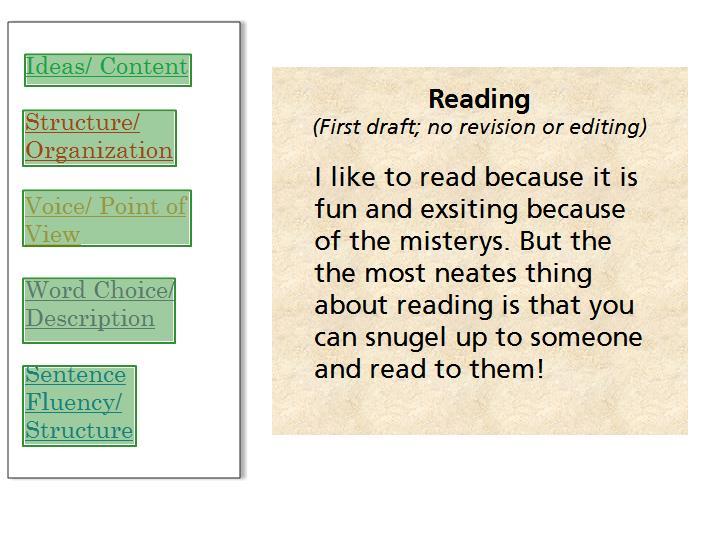 Ideas/ Content
Structure/
Organization
Voice/ Point of
View
Word Choice/
Description
Sentence
Fluency/
Structure
Reading
(First draft; no revision or editing)
I like to read because it is
fun and exsiting because
of the misterys. But the
the most neates thing
about reading is that you
can snugel up to someone
and read to them!